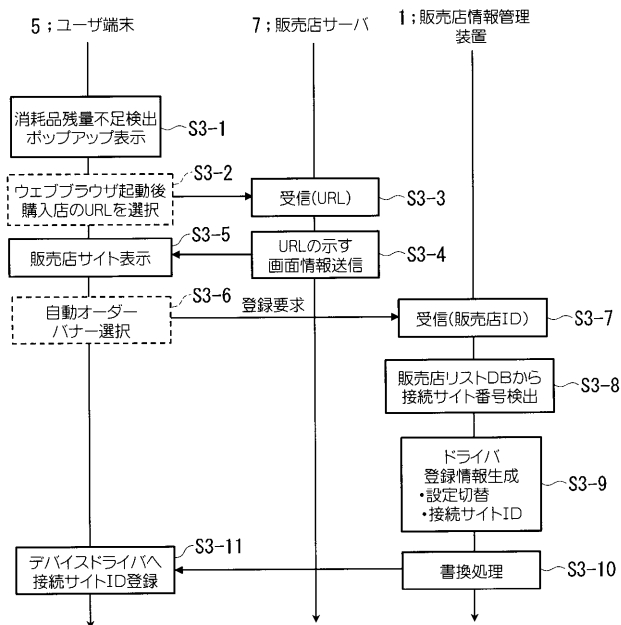 5；ユーザ端末
7；販売店サーバ
1；販売店情報管理
装置
消耗品残量不足検出
ポップアップ表示
S3-1
ウェブブラウザ起動後
購入店のURLを選択
S3-2
受信(URL)
S3-3
URLの示す
画面情報送信
S3-4
販売店サイト表示
S3-5
自動オーダー
バナー選択
S3-6
登録要求
受信(販売店ID)
S3-7
販売店リストDBから
接続サイト番号検出
S3-8
ドライバ
登録情報生成
・設定切替
・接続サイトID
S3-9
書換処理
S3-10
デバイスドライバへ
接続サイトID登録
S3-11